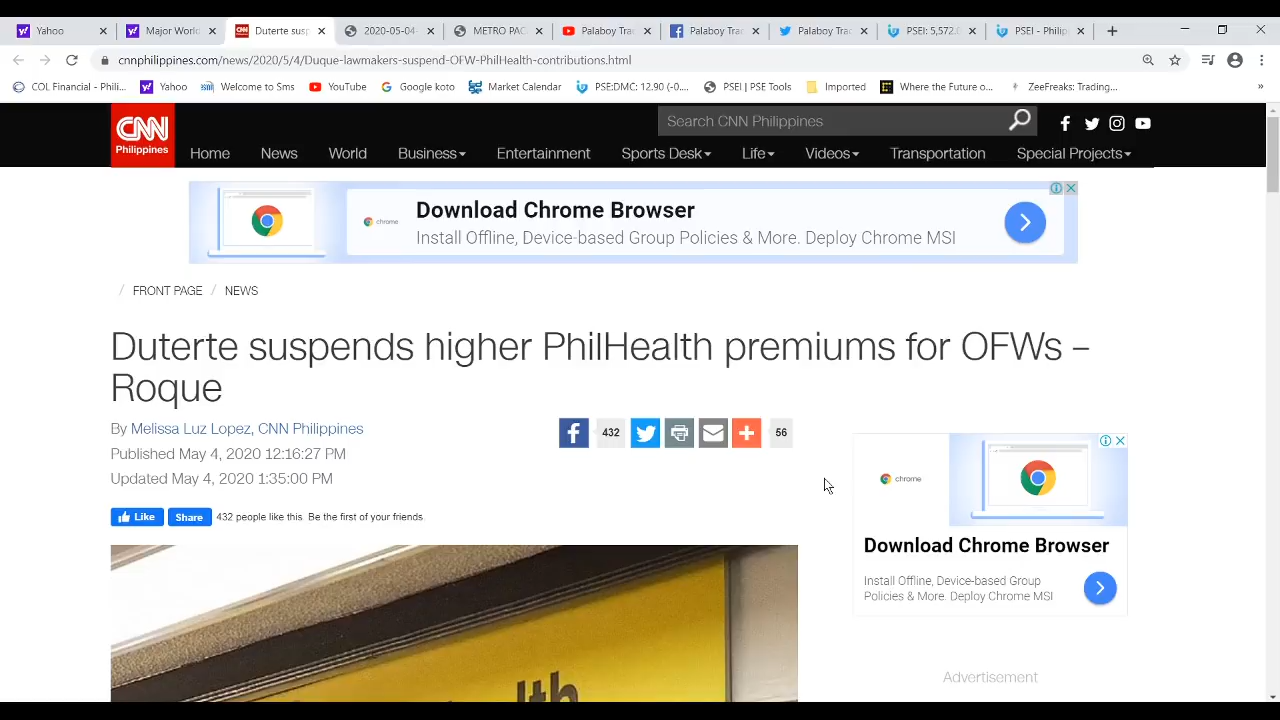 Yahoo
Major World
Duterte sus
2020-05-04-
METRO PAC
Palaboy Tra
Palaboy Trac
Palaboy Trac
PSEi: 5,572.0
PSEi - Philip
cnnphilippines.com/news/2020/5/4/Duque-lawmakers-suspend-OFW-PhilHealth-contributions.html
COL Financial - Phili...
Yahoo
Welcome to Sms
YouTube
Google kot
Market Calendar
PSE:DMC: 12.90 (-0....
PSEi | PSE Tools
Imported
Where the Future o...
ZeeFreaks: Trading...
CNN
Philippines
Search CNN Philippines
Home
News
World
Business
Entertainment
Sports Desk
Life
Videos
Transportation
Special Projects
Download Chrome Browser
Install Offline, Device-based Group Policies & More. Deploy Chrome MSI
chrome
/ FRONT PAGE / NEWS
Duterte suspends higher PhilHealth premiums for OFWs –
Roque
By Melissa Luz Lopez, CNN Philippines
Published May 4, 2020 12:16:27 PM
Updated May 4, 2020 1:35:00 PM
432
56
Like
Share
432 people like this. Be the first of your friends.
chrome
Download Chrome Browser
Install Offline, Device-based Group
Policies & More. Deploy Chrome MSI
Advertisement